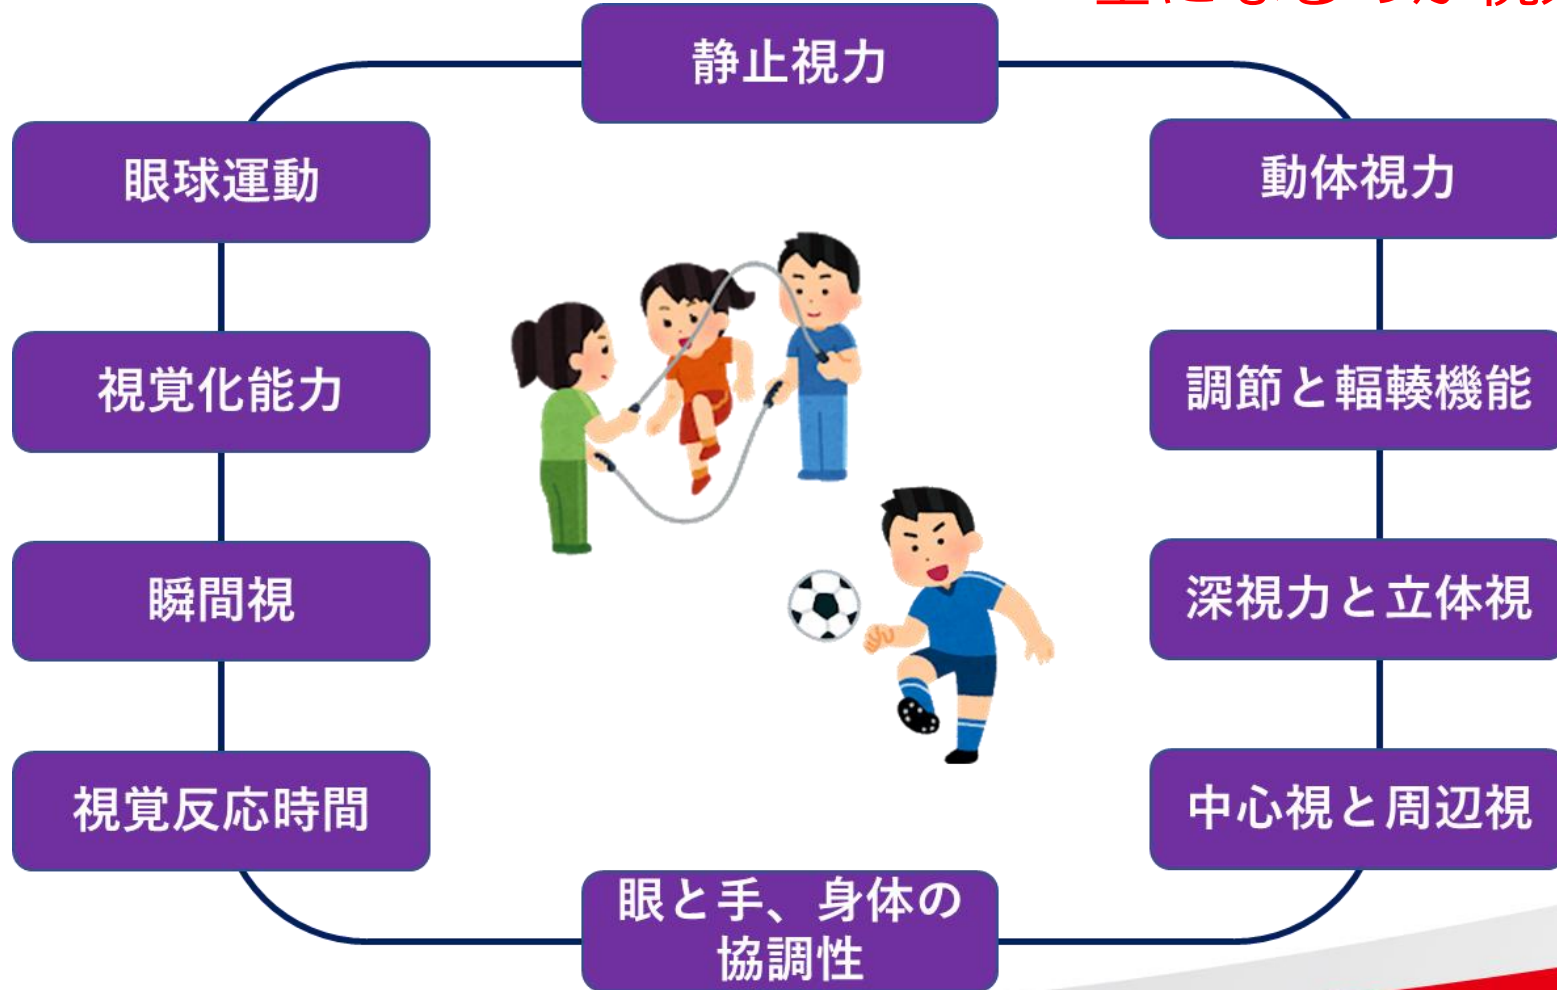 静止視力
眼球運動
動体視力
視覚化能力
調節と輻輳機能
瞬間視
深視力と立体視
視覚反応時間
中心視と周辺視
眼と手、身体の
協調性